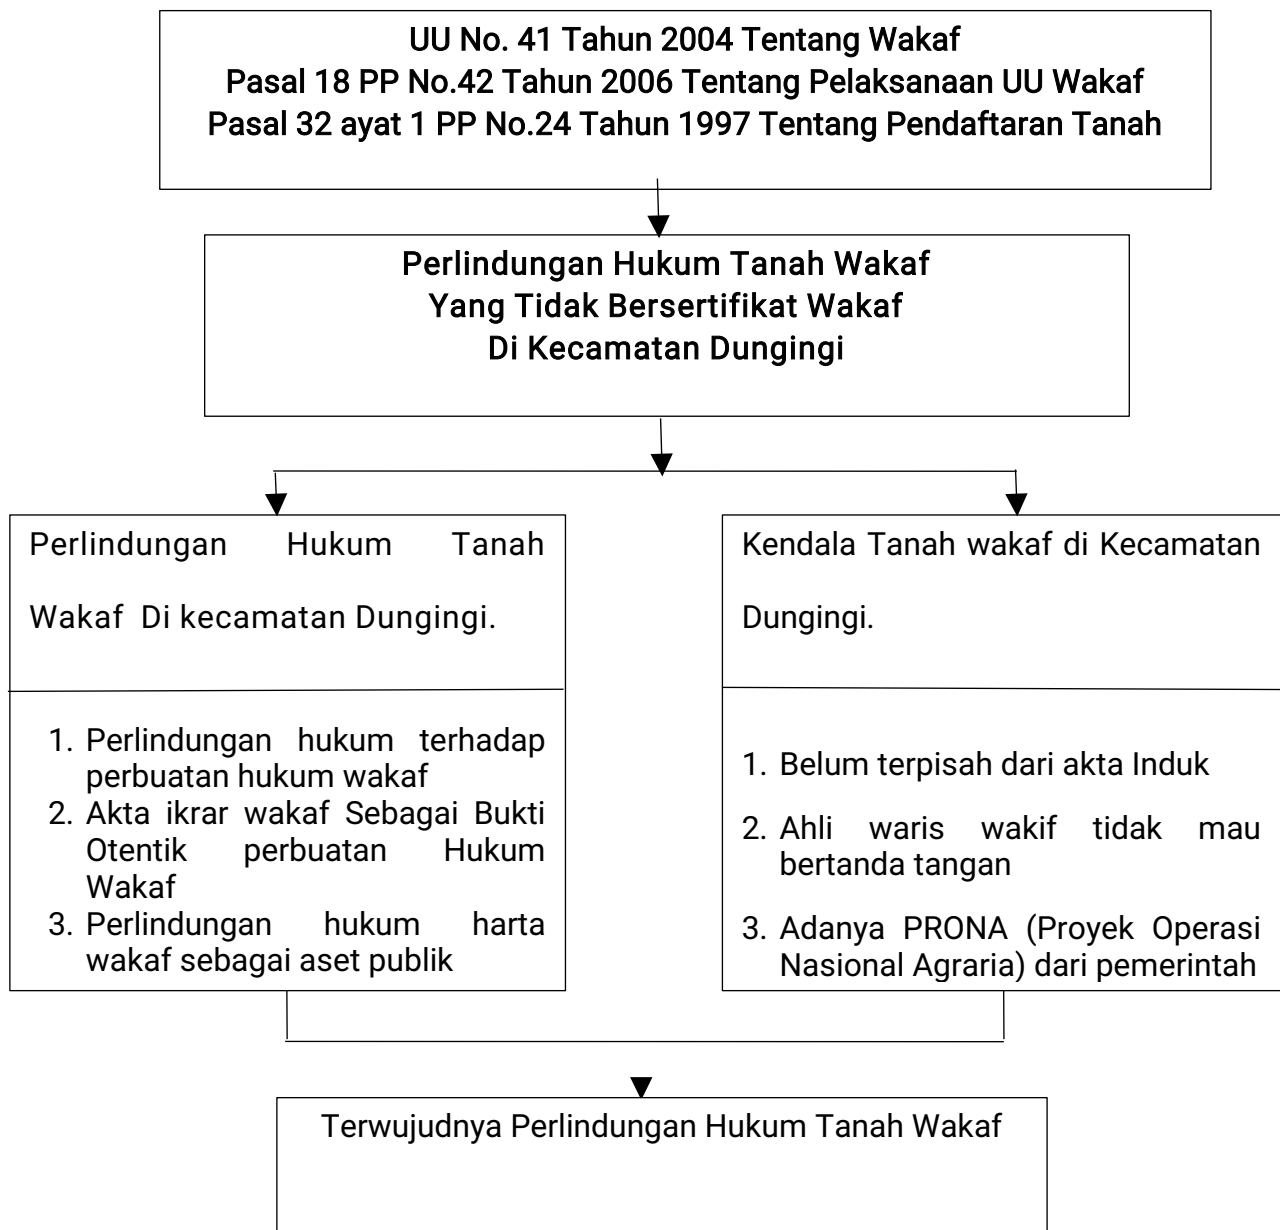 UU No. 41 Tahun 2004 Tentang Wakaf
Pasal 18 PP No.42 Tahun 2006 Tentang Pelaksanaan UU Wakaf
Pasal 32 ayat 1 PP No.24 Tahun 1997 Tentang Pendaftaran Tanah
Perlindungan Hukum Tanah Wakaf
Yang Tidak Bersertifikat Wakaf
Di Kecamatan Dungingi
Perlindungan Hukum Tanah
Wakaf Di kecamatan Dungingi.
1. Perlindungan hukum terhadap
perbuatan hukum wakaf
2. Akta ikrar wakaf Sebagai Bukti
Otentik perbuatan Hukum
Wakaf
3. Perlindungan hukum harta
wakaf sebagai aset publik
Kendala Tanah wakaf di Kecamatan
Dungingi.
1. Belum terpisah dari akta Induk
2. Ahli waris wakif tidak mau
bertanda tangan
3. Adanya PRONA (Proyek Operasi
Nasional Agraria) dari pemerintah
Terwujudnya Perlindungan Hukum Tanah Wakaf